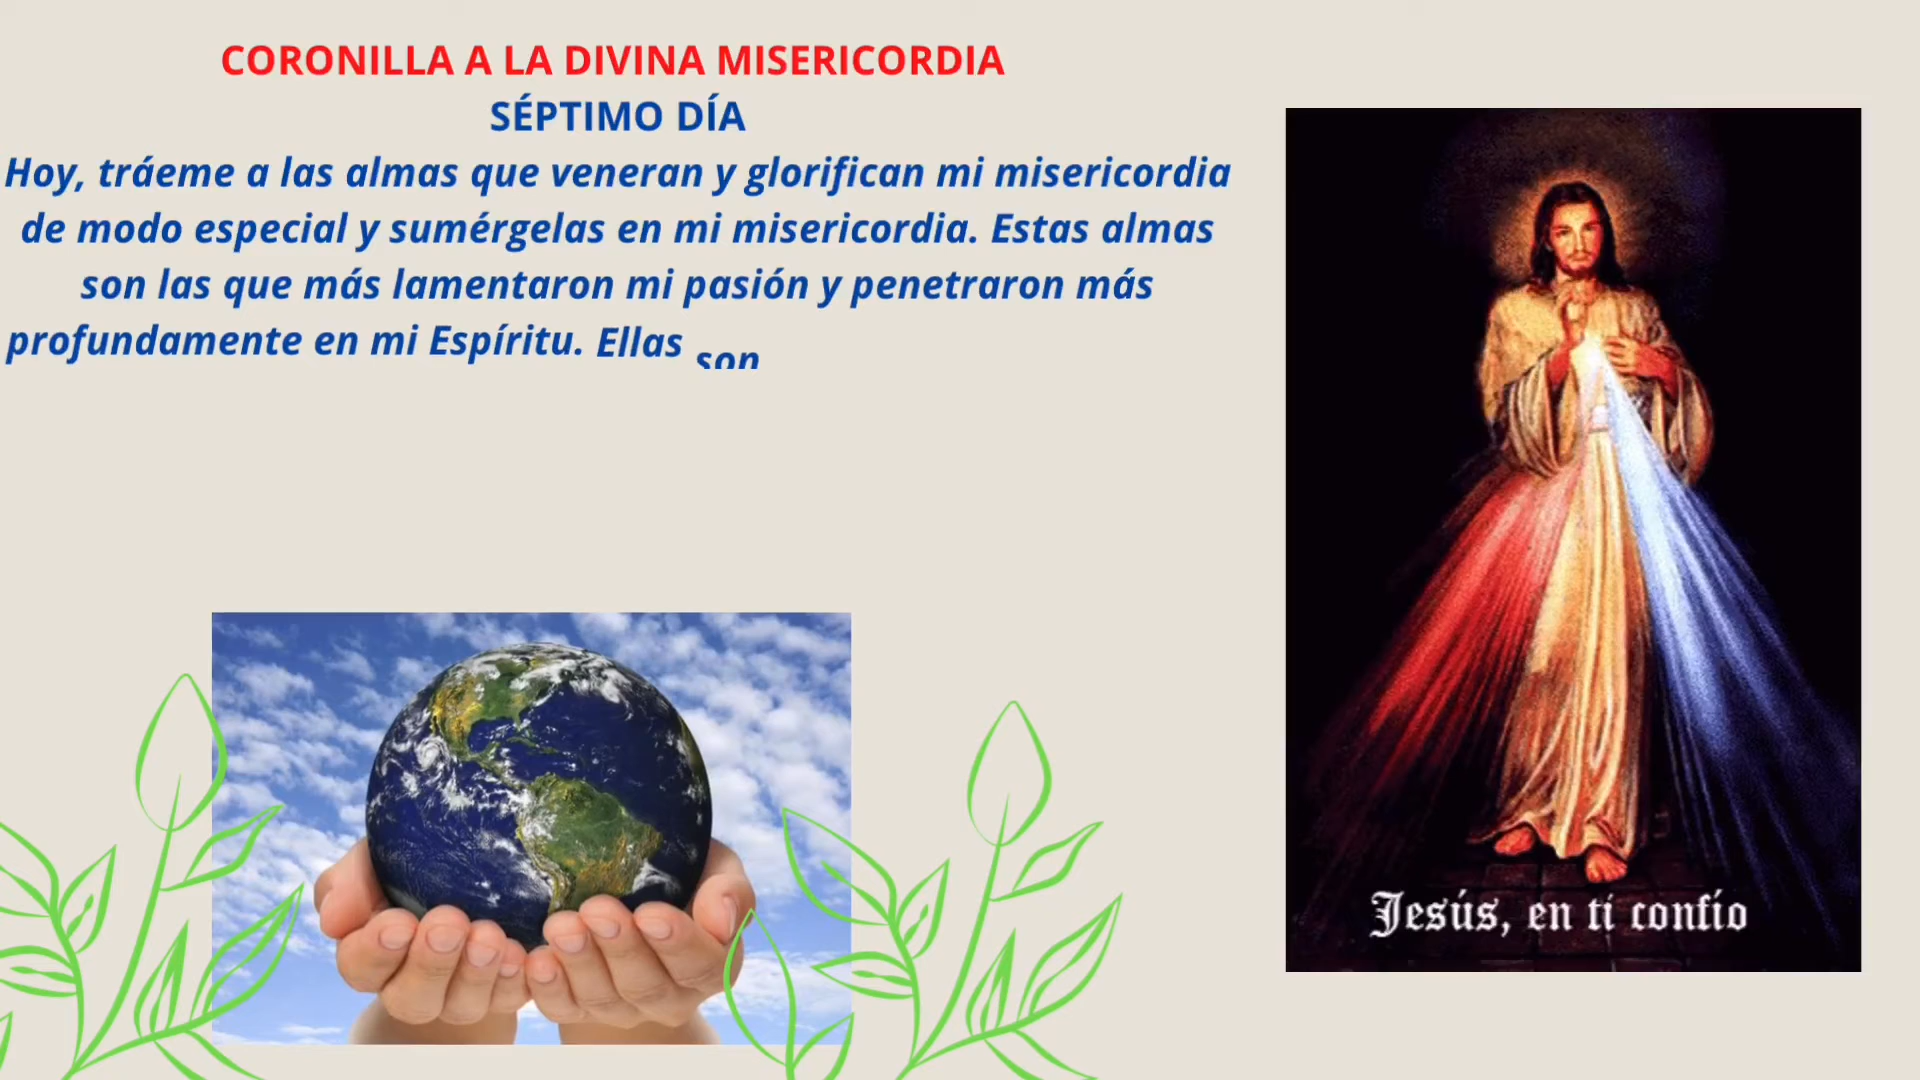 CORONILLA A LA DIVINA MISERICORDIA
SÉPTIMO DÍA
Hoy, tráeme a las almas que veneran y glorifican mi misericordia
de modo especial y sumérgelas en mi misericordia. Estas almas
son las que más lamentaron mi pasión y penetraron más
profundamente en mi Espíritu. Ellas son
Jesús, en ti confío